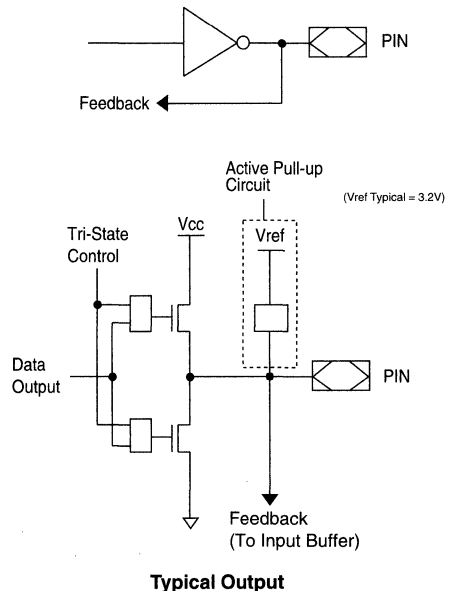 PIN
Feedback
Active Pull-up
Circuit
(Vref Typical = 3.2V)
Vcc
Vref
Tri-State
Control
Data
Output
PIN
Feedback
(To Input Buffer)
Typical Output